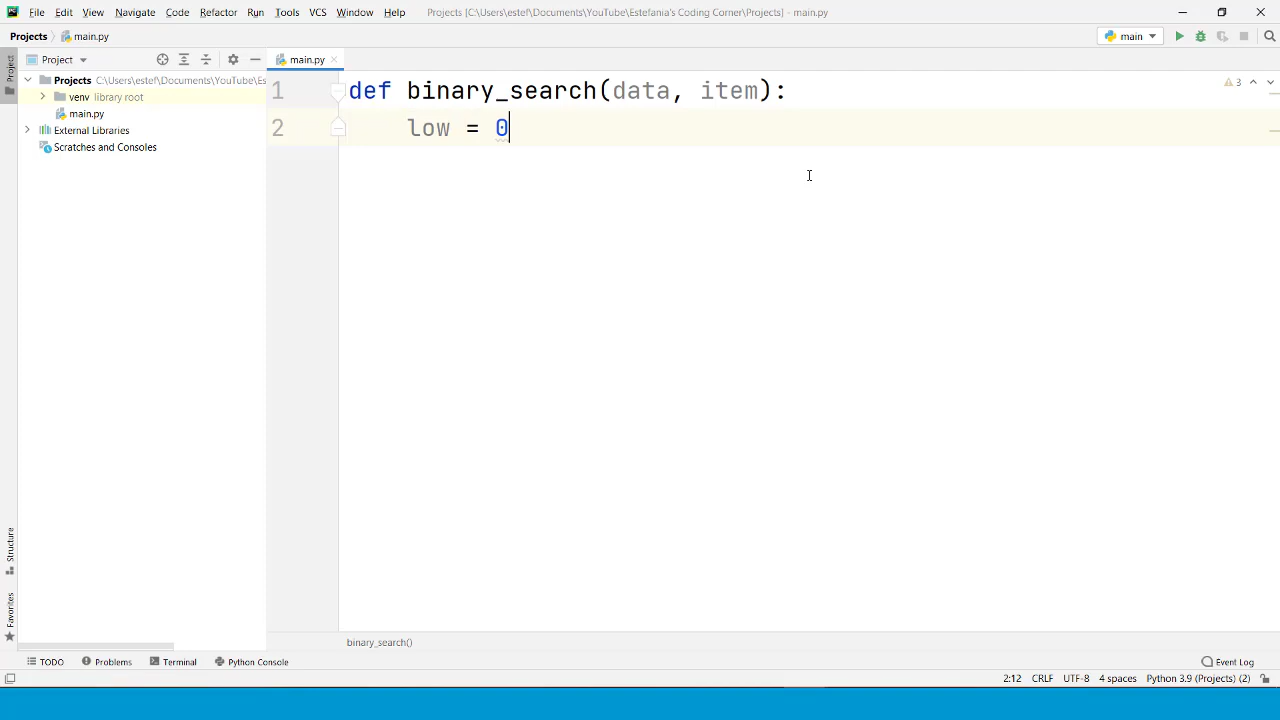 File Edit View Navigate Code Refactor Run Tools VCS Window Help Projects [C:\Users\estef\Documents\YouTube\Estefania's Coding Corner\Projects] - main.py
Projects main.py main
Project main.py
Projects C:\Users\estef\Documents\YouTube\Es
venv library root
main.py
External Libraries
Scratches and Consoles
Project
Structure
Favorites
1 def binary_search(data, item):
2 low = 0
3
binary_search()
TODO Problems Terminal Python Console Event Log
2:12 CRLF UTF-8 4 spaces Python 3.9 (Projects) (2)